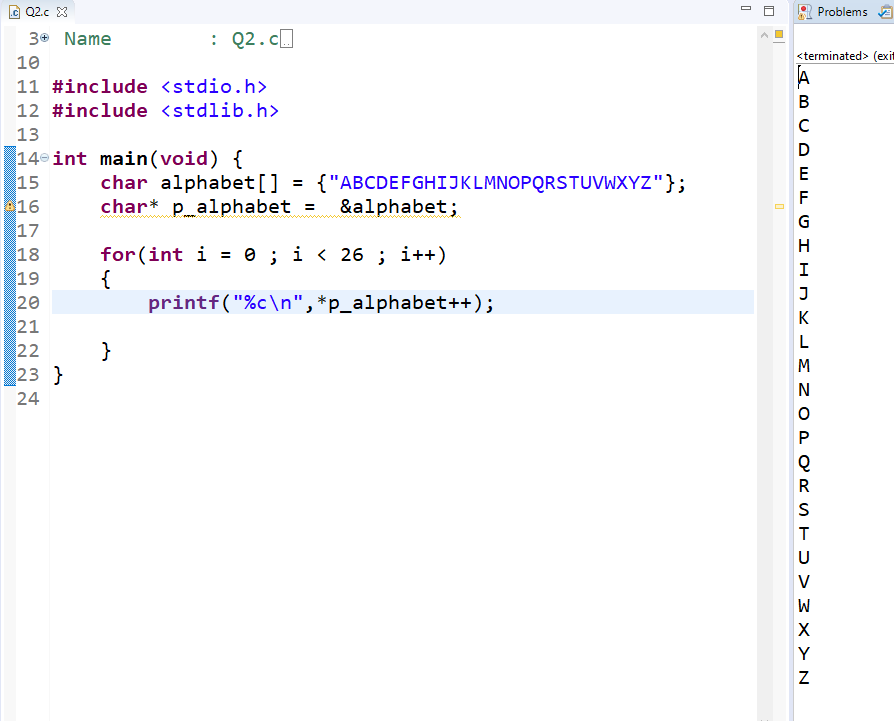 Q2.c
Problems
<terminated> (exi
3 Name : Q2.c
10
11 #include <stdio.h>
12 #include <stdlib.h>
13
14 int main(void) {
15 char alphabet[] = {"ABCDEFGHIJKLMNOPQRSTUVWXYZ"};
16 char* p_alphabet =  &alphabet;
17
18 for(int i = 0 ; i < 26 ; i++)
19 {
20 printf("%c\n",*p_alphabet++);
21
22 }
23 }
24
A
B
C
D
E
F
G
H
I
J
K
L
M
N
O
P
Q
R
S
T
U
V
W
X
Y
Z